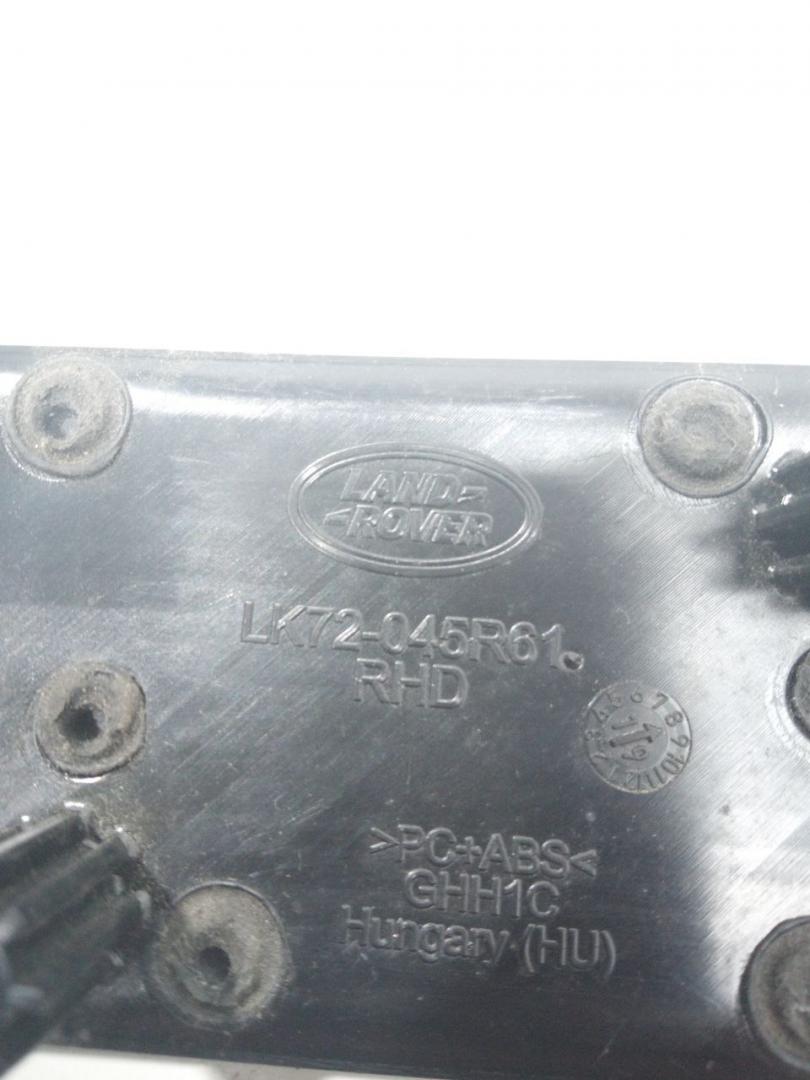 LAND
ROVER
LK72-045R61
RHD
>PC+ABS<
GHH1C
Hungary (HU)